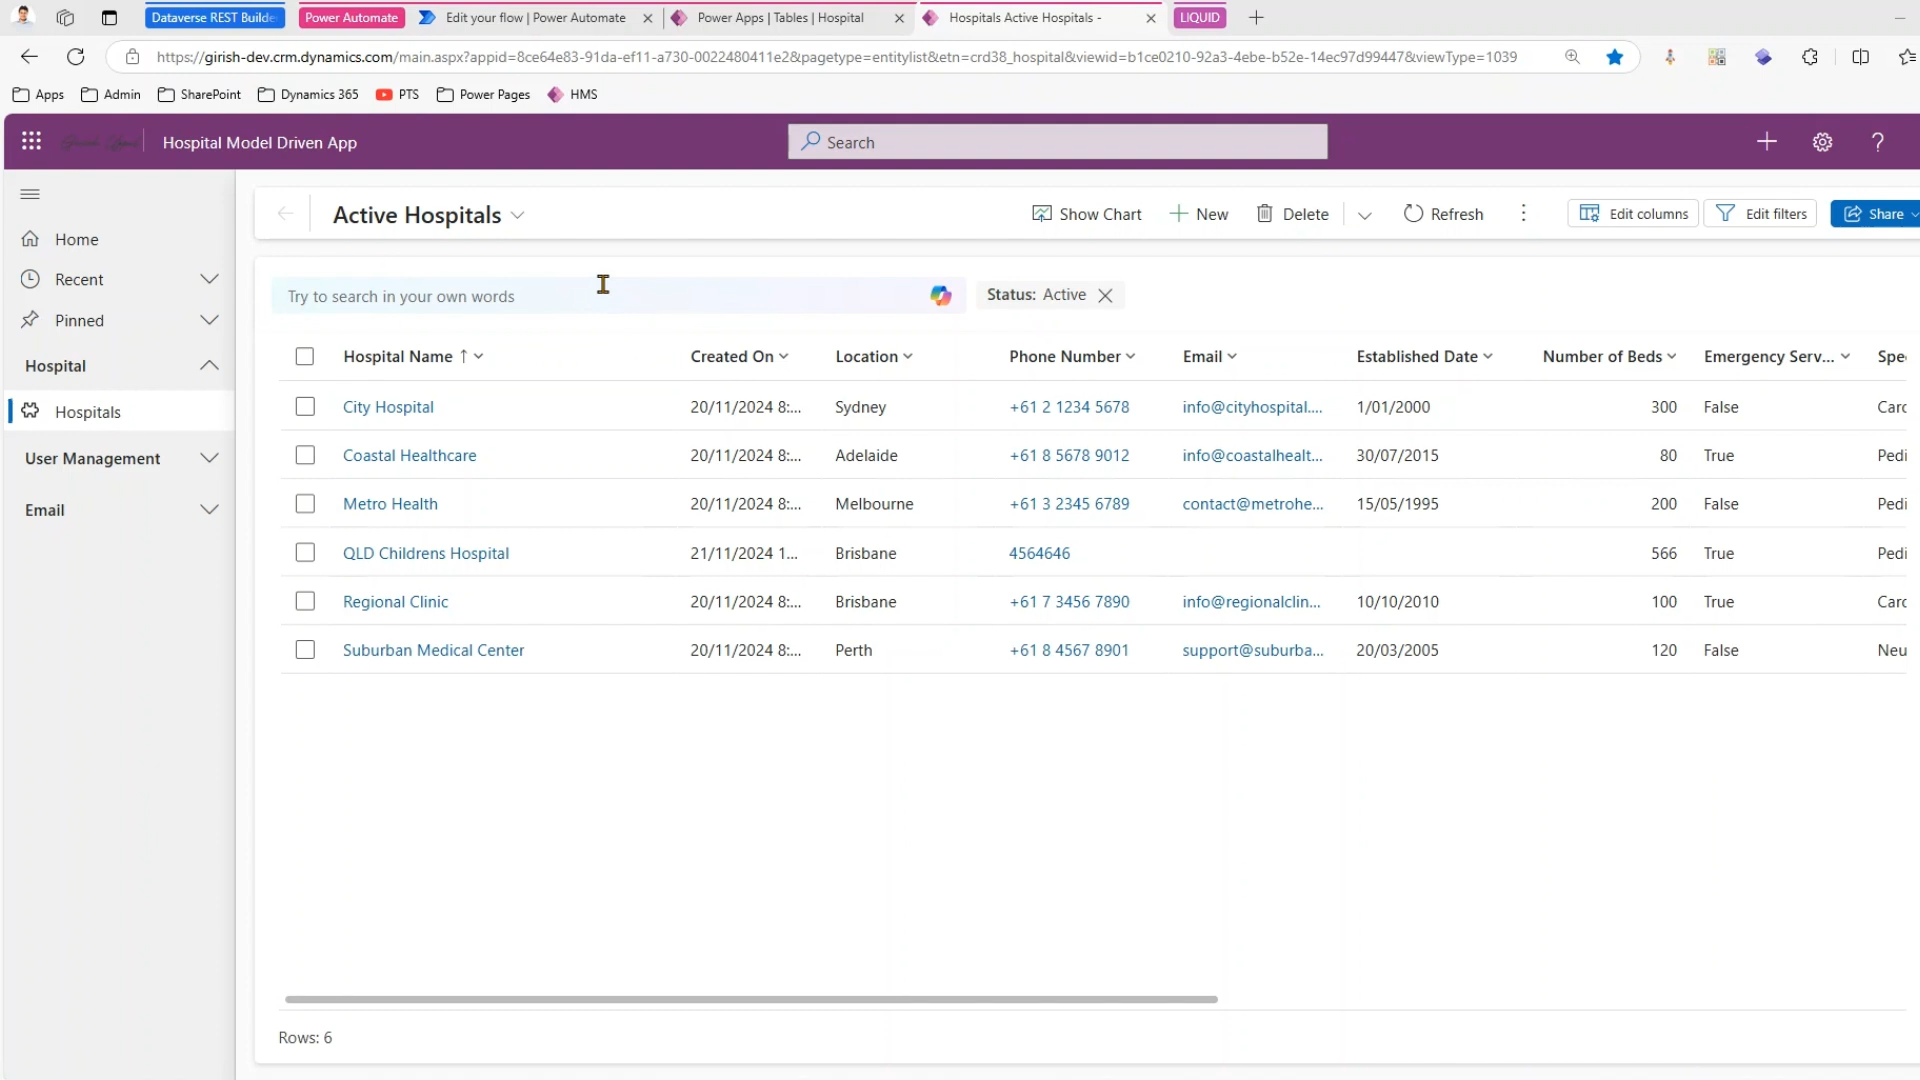 Dataverse REST Builde
Power Automate
Edit your flow | Power Automate
Power Apps | Tables | Hospital
Hospitals Active Hospitals -
LIQUID
https://girish-dev.crm.dynamics.com/main.aspx?appid=8ce64e83-91da-ef11-a730-0022480411e2&pagetype=entitylist&etn=crd38_hospital&viewid=b1ce0210-92a3-4ebe-b52e-14ec97d99447&viewType=1039
Apps Admin SharePoint Dynamics 365 PTS Power Pages HMS
Hospital Model Driven App
Search
Home
Recent
Pinned
Hospital
Hospitals
User Management
Email
Active Hospitals
Show Chart New Delete Refresh Edit columns Edit filters Share
Try to search in your own words
Status: Active
Hospital Name Created On Location Phone Number Email Established Date Number of Beds Emergency Serv... Spe
City Hospital 20/11/2024 8:... Sydney +61 2 1234 5678 info@cityhospital.... 1/01/2000 300 False Card
Coastal Healthcare 20/11/2024 8:... Adelaide +61 8 5678 9012 info@coastalhealt... 30/07/2015 80 True Pedi
Metro Health 20/11/2024 8:... Melbourne +61 3 2345 6789 contact@metrohe... 15/05/1995 200 False Pedi
QLD Childrens Hospital 21/11/2024 1... Brisbane 4564646 566 True Pedi
Regional Clinic 20/11/2024 8:... Brisbane +61 7 3456 7890 info@regionalclin... 10/10/2010 100 True Card
Suburban Medical Center 20/11/2024 8:... Perth +61 8 4567 8901 support@suburba... 20/03/2005 120 False Neu
Rows: 6